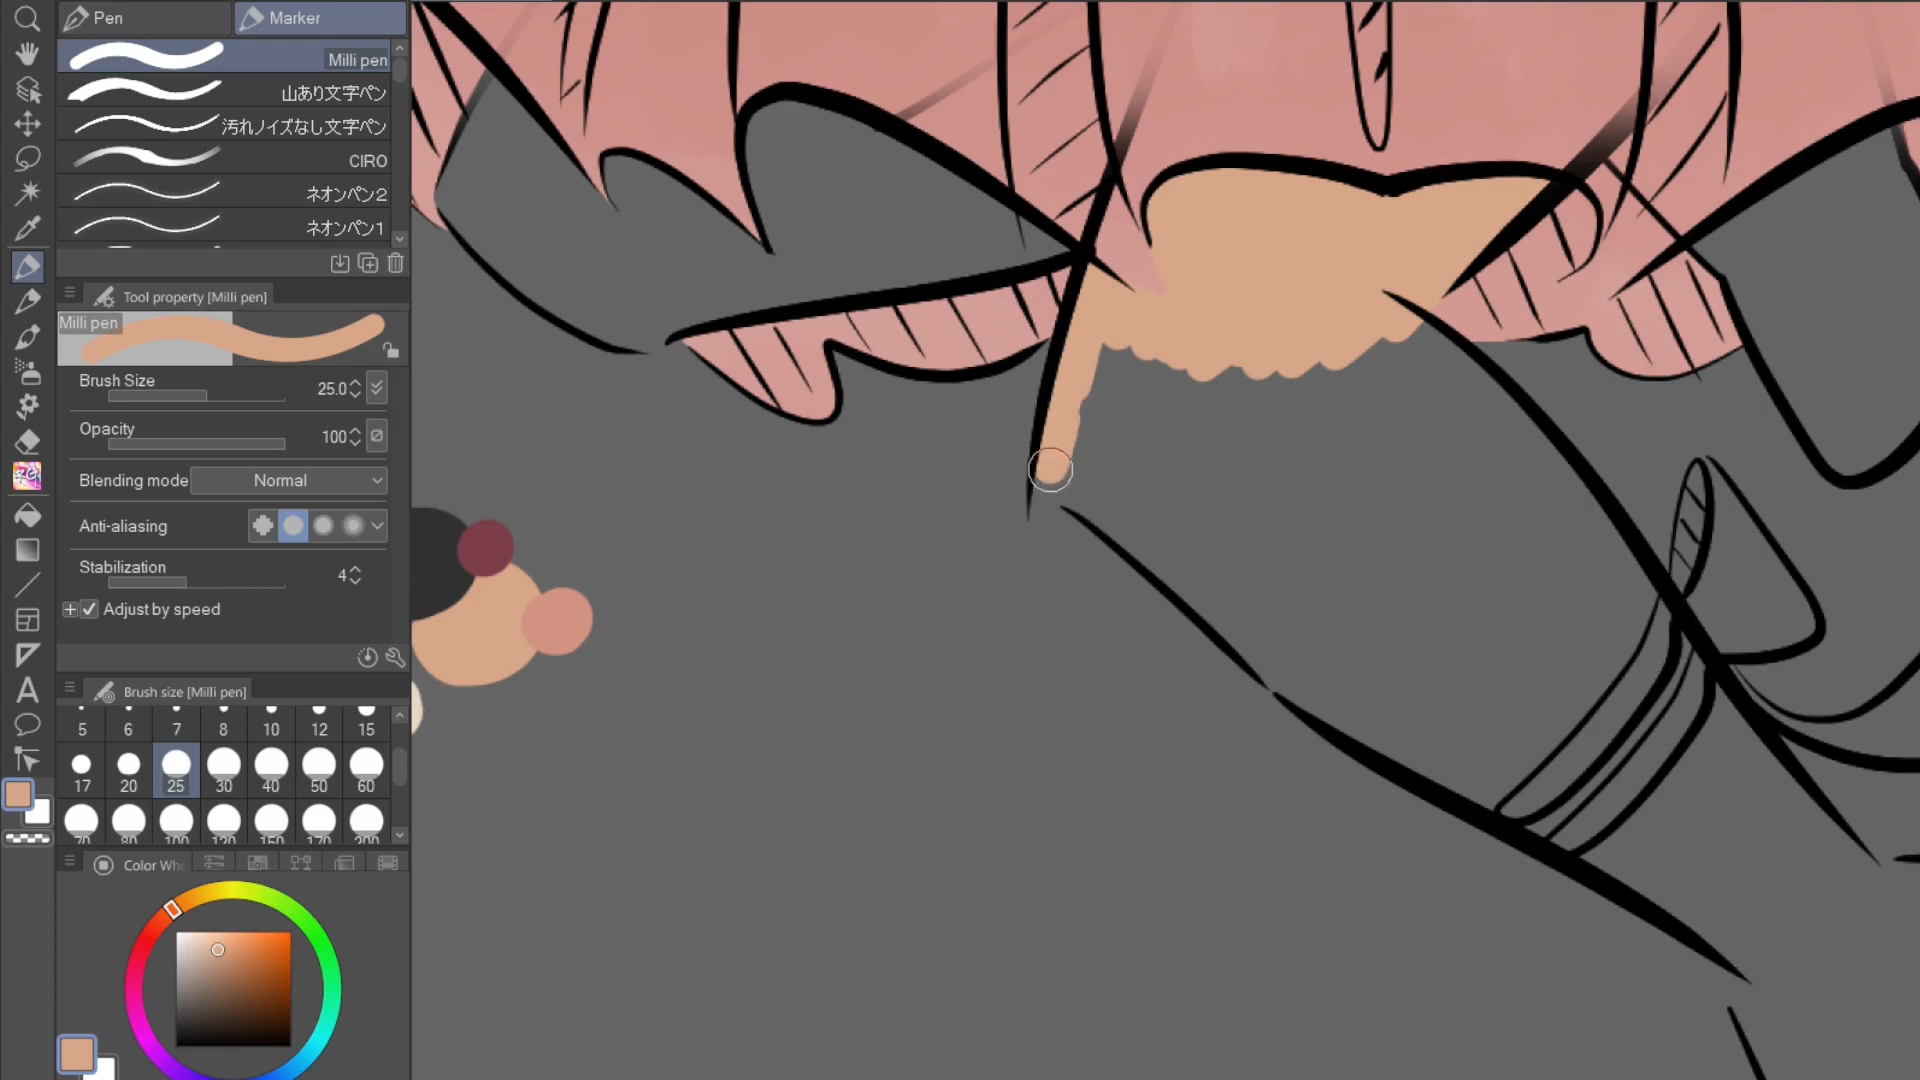 Pen
Marker
Milli pen
山あり文字ペン
汚れノイズなし文字ペン
CIRO
ネオンペン2
ネオンペン1
Tool property [Milli pen]
Milli pen
Brush Size
25.0
Opacity
100
Blending mode
Normal
Anti-aliasing
Stabilization
4
Adjust by speed
Brush size [Milli pen]
5 6 7 8 10 12 15
17 20 25 30 40 50 60
70 80 100 120 150 170 200
Color Whe
A